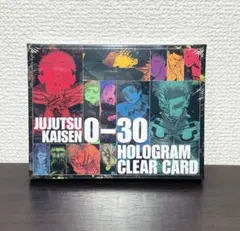 JUJUTSU
KAISEN 0-30
HOLOGRAM
CLEAR CARD